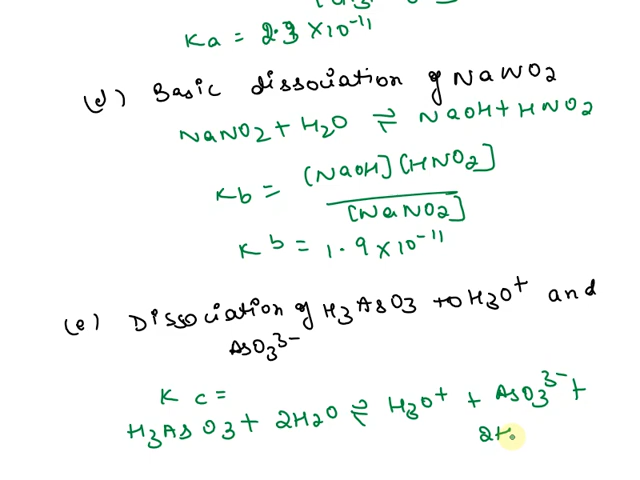 Ka = 2.3 × 10⁻¹¹
(d) Basic dissociation of NaNO2
NaNO2 + H2O ⇌ NaOH + HNO2
Kb = [NaOH][HNO2]
[NaNO2]
Kb = 1.9 × 10⁻¹¹
(e) Dissociation of H3AsO3 to H3O⁺ and
AsO3³⁻
Kc =
H3AsO3 + 2H2O ⇌ H3O⁺ + AsO3³⁻ +
2H